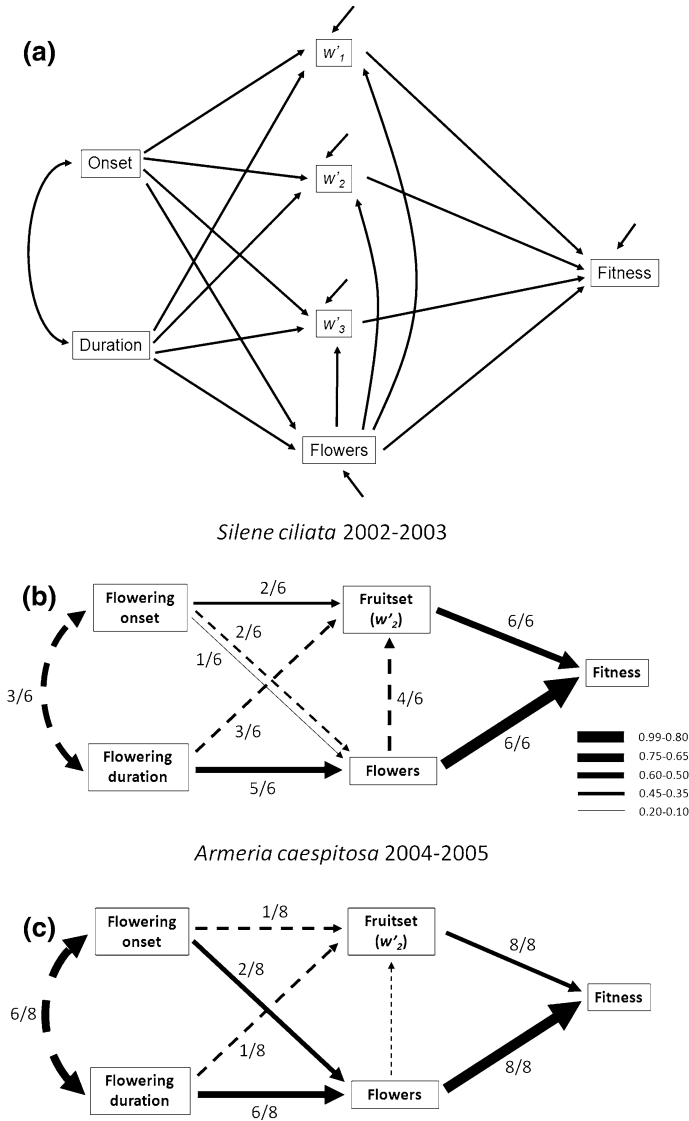 (a)
w'1
Onset
w'2
Fitness
w'3
Duration
Flowers
Silene ciliata 2002-2003
(b)
Flowering
onset
2/6
Fruitset
(w'2)
2/6
1/6
6/6
Fitness
3/6
4/6
3/6
6/6
Flowering
duration
5/6
Flowers
0.99-0.80
0.75-0.65
0.60-0.50
0.45-0.35
0.20-0.10
Armeria caespitosa 2004-2005
(c)
Flowering
onset
1/8
Fruitset
(w'2)
2/8
8/8
Fitness
6/8
1/8
8/8
Flowering
duration
6/8
Flowers